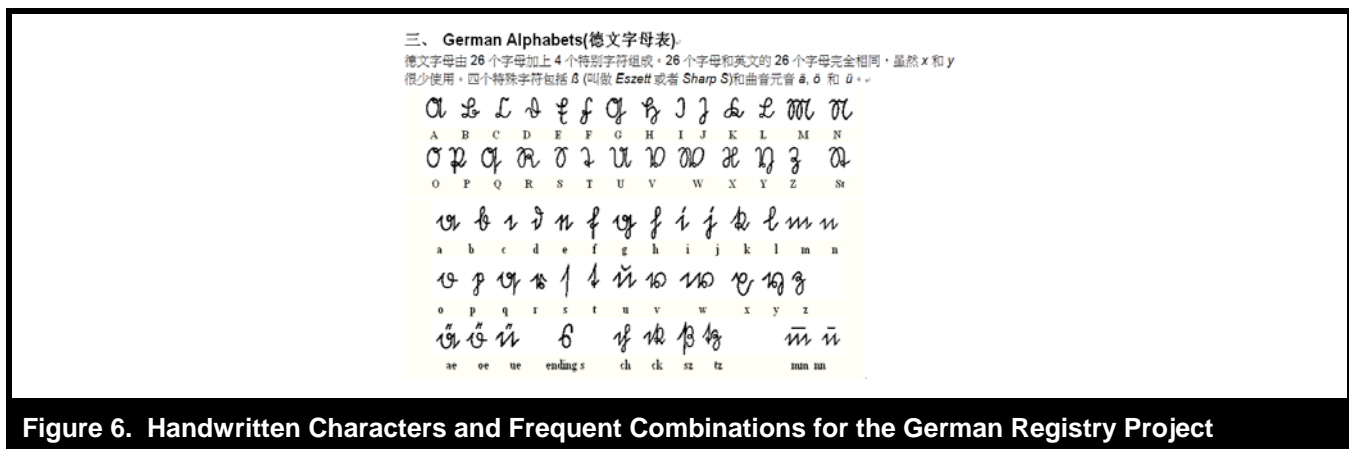 三、 German Alphabets(德文字母表)
德文字母由 26 个字母加上 4 个特别字符组成。26 个字母和英文的 26 个字母完全相同，虽然 x 和 y
很少使用。四个特殊字符包括 ß (叫做 Eszett 或者 Sharp S)和曲音元音 ä, ö 和 ü。
A B C D E F G H I J K L M N
O P Q R S T U V W X Y Z St
a b c d e f g h i j k l m n
o p q r s t u v w x y z
ae oe ue ending s ch ck sz tz mm nn
Figure 6. Handwritten Characters and Frequent Combinations for the German Registry Project